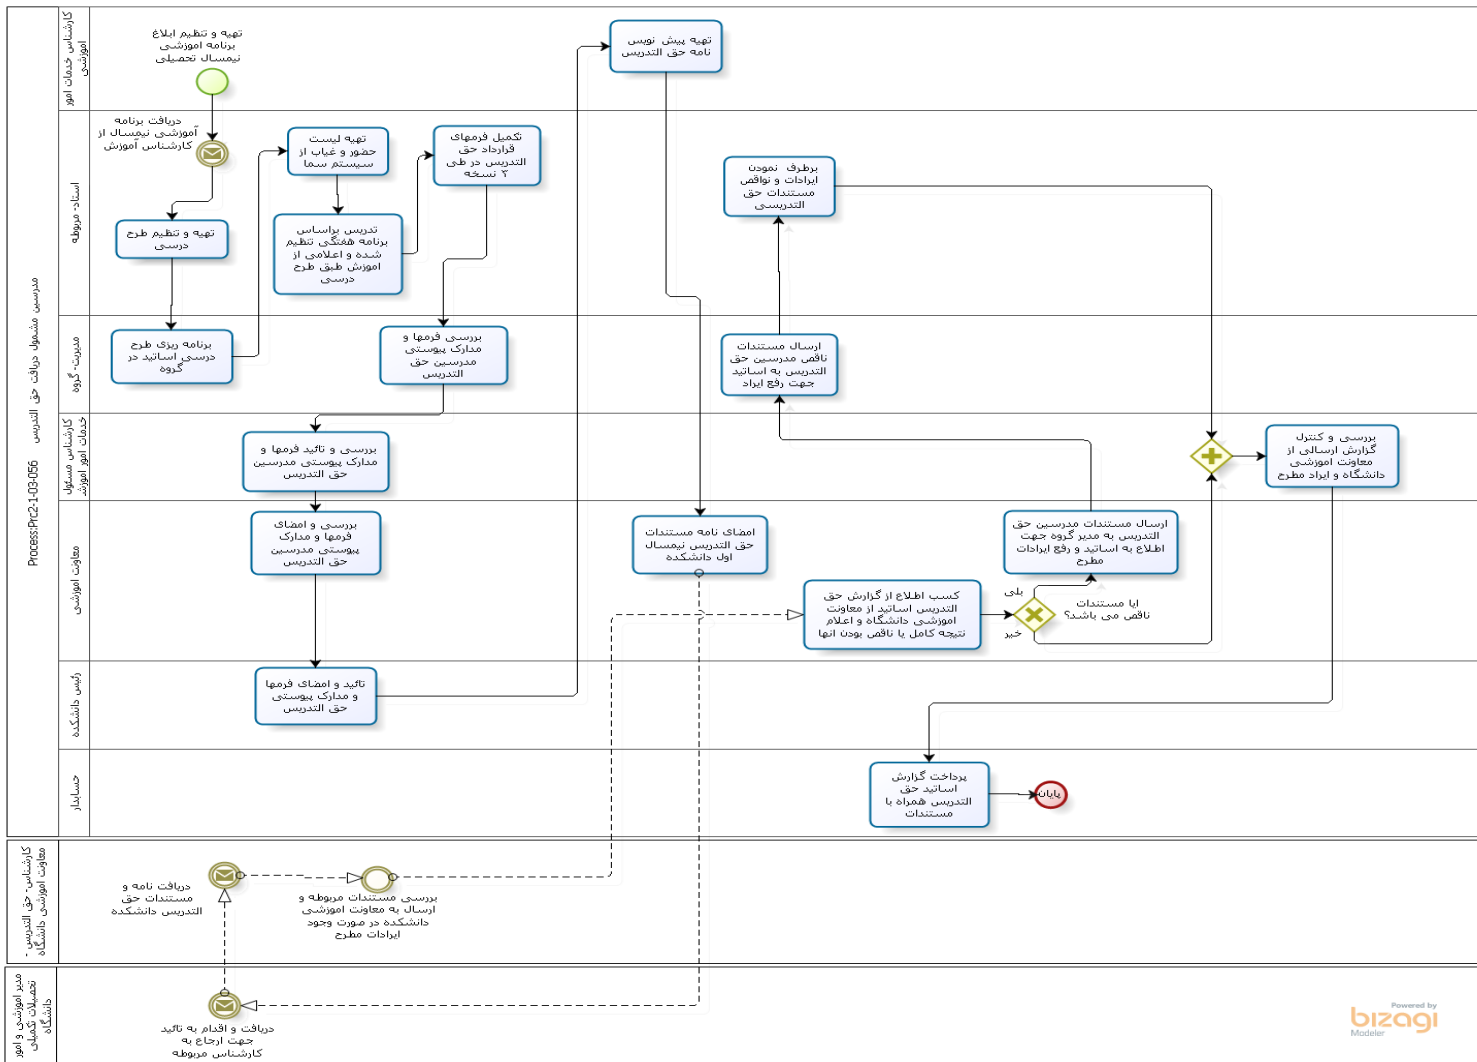 Process:Prc2-1-03-056 مدرسین مشمول دریافت حق التدریس
کارشناس خدمات امور
اموزشی
تهیه و تنظیم ابلاغ
برنامه اموزشی
نیمسال تحصیلی
تهیه پیش نویس
نامه حق التدریس
استاد- مربوطه
دریافت برنامه
آموزشی نیمسال از
کارشناس آموزش
تهیه لیست
حضور و غیاب از
سیستم سما
تکمیل فرمهای
قرارداد حق
التدریس در طی
۲ نسخه
تهیه و تنظیم طرح
درسی
تدریس براساس
برنامه هفتگی تنظیم
شده و اعلامی از
اموزش طبق طرح
درسی
برطرف نمودن
ایرادات و نواقص
مستندات حق
التدریسی
مدیریت- گروه
برنامه ریزی طرح
درسی اساتید در
گروه
بررسی فرمها و
مدارک پیوستی
مدرسین حق
التدریس
ارسال مستندات
ناقص مدرسین حق
التدریس به اساتید
جهت رفع ایراد
کارشناس مسئول
خدمات امور اموزش
بررسی و تائید فرمها و
مدارک پیوستی مدرسین
حق التدریس
بررسی و کنترل
گزارش ارسالی از
معاونت اموزشی
دانشگاه و ایراد مطرح
معاونت اموزشی
بررسی و امضای
فرمها و مدارک
پیوستی مدرسین
حق التدریس
امضای نامه مستندات
حق التدریس نیمسال
اول دانشکده
ارسال مستندات مدرسین حق
التدریس به مدیر گروه جهت
اطلاع به اساتید و رفع ایرادات
مطرح
کسب اطلاع از گزارش حق
التدریس اساتید از معاونت
اموزشی دانشگاه و اعلام
نتیجه کامل یا ناقص بودن انها
بلی
خیر
ایا مستندات
ناقص می باشد؟
رئیس دانشکده
تائید و امضای فرمها
و مدارک پیوستی
حق التدریس
حسابدار
پرداخت گزارش
اساتید حق
التدریس همراه با
مستندات
پایان
کارشناس- حق التدریس -
معاونت اموزشی دانشگاه
دریافت نامه و
مستندات حق
التدریس دانشکده
بررسی مستندات مربوطه و
ارسال به معاونت اموزشی
دانشکده در صورت وجود
ایرادات مطرح
مدیر اموزشی و امور
تحصیلات تکمیلی
دانشگاه
دریافت و اقدام به تائید
جهت ارجاع به
کارشناس مربوطه
Powered by
bizagi
Modeler